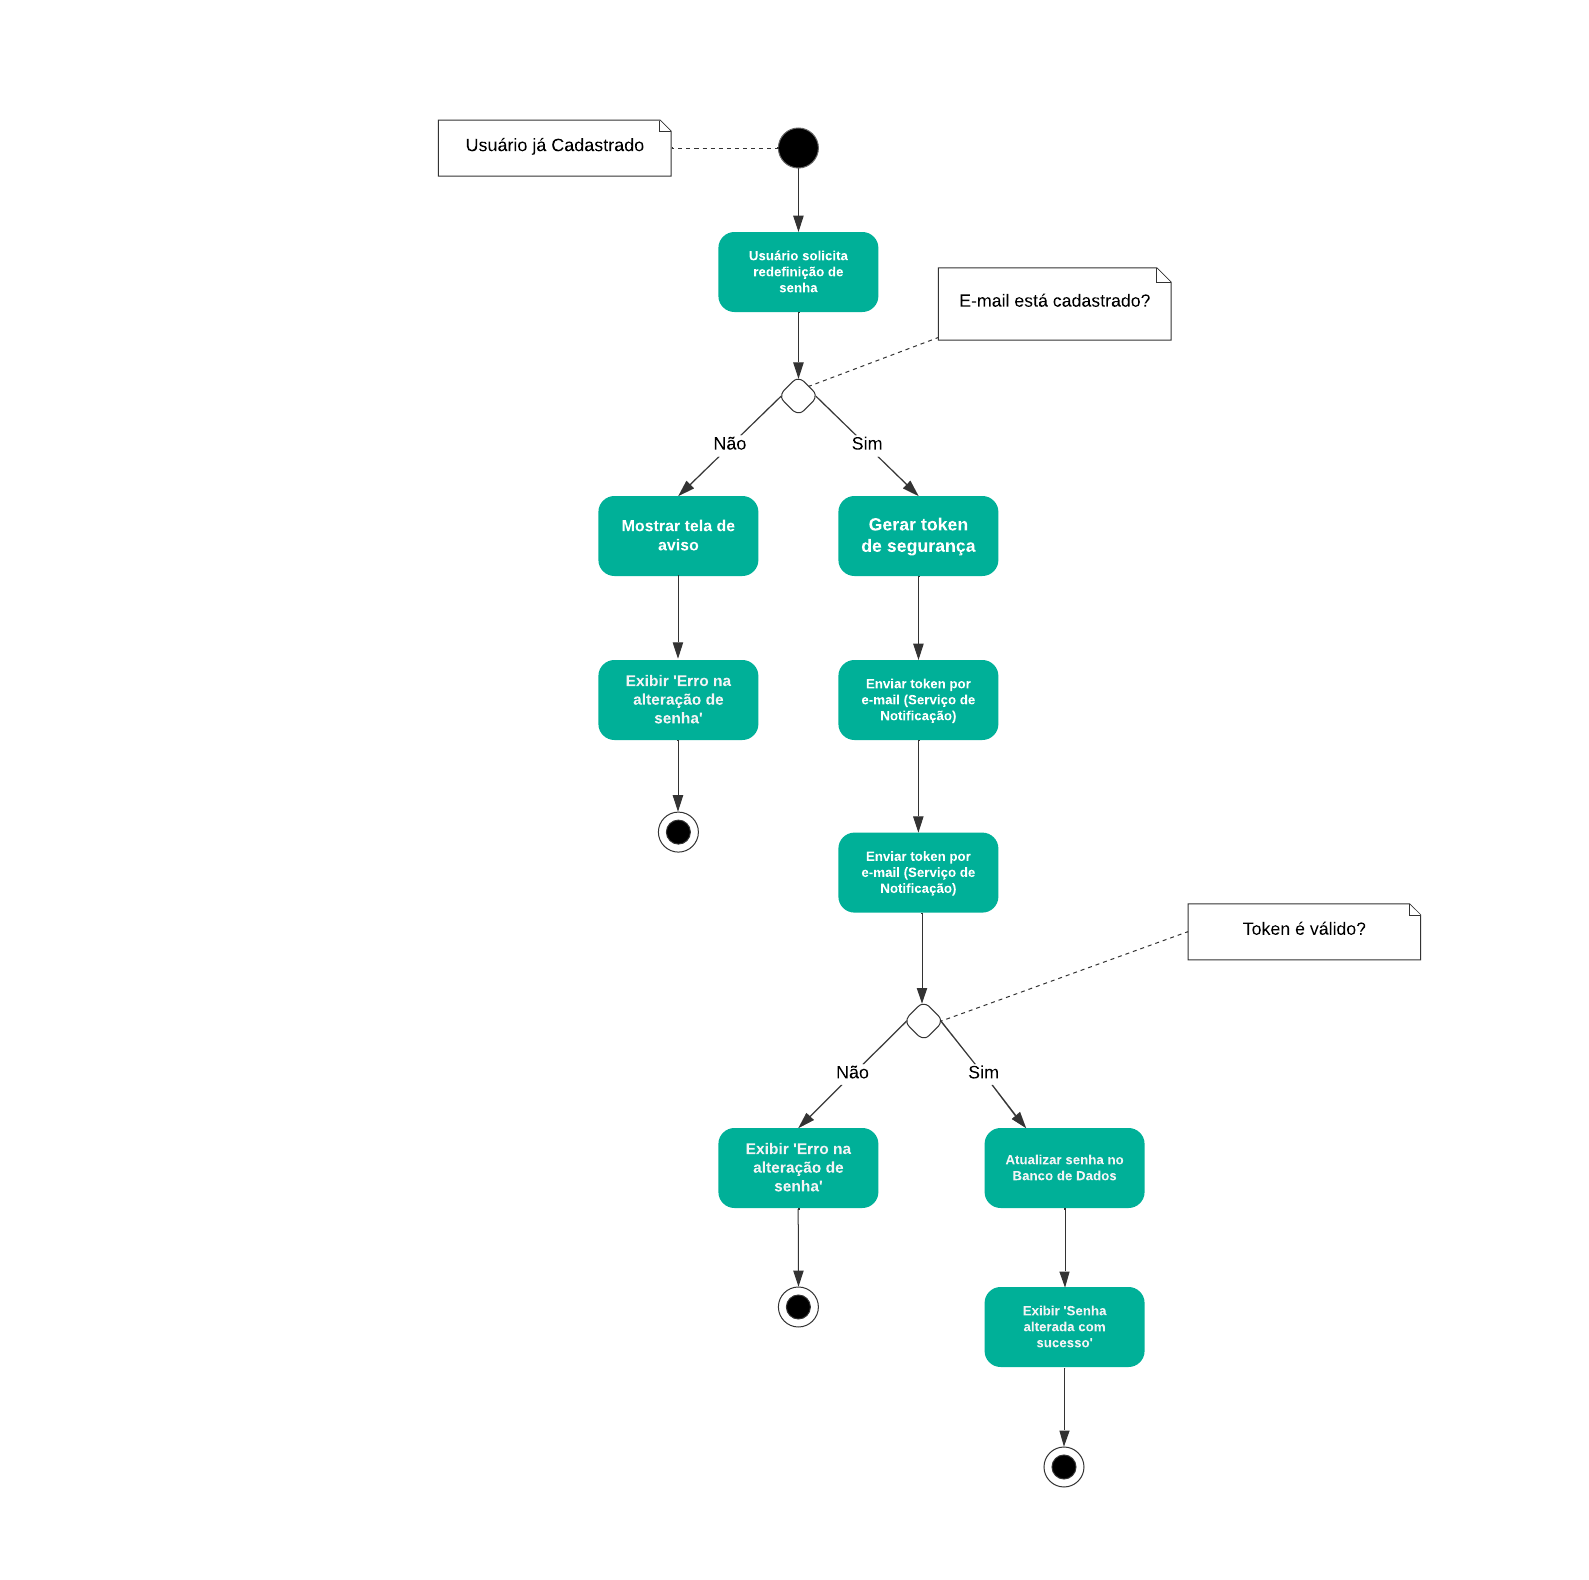 Usuário já Cadastrado
Usuário solicita
redefinição de
senha
E-mail está cadastrado?
Não
Sim
Mostrar tela de
aviso
Gerar token
de segurança
Exibir 'Erro na
alteração de
senha'
Enviar token por
e-mail (Serviço de
Notificação)
Enviar token por
e-mail (Serviço de
Notificação)
Token é válido?
Não
Sim
Exibir 'Erro na
alteração de
senha'
Atualizar senha no
Banco de Dados
Exibir 'Senha
alterada com
sucesso'